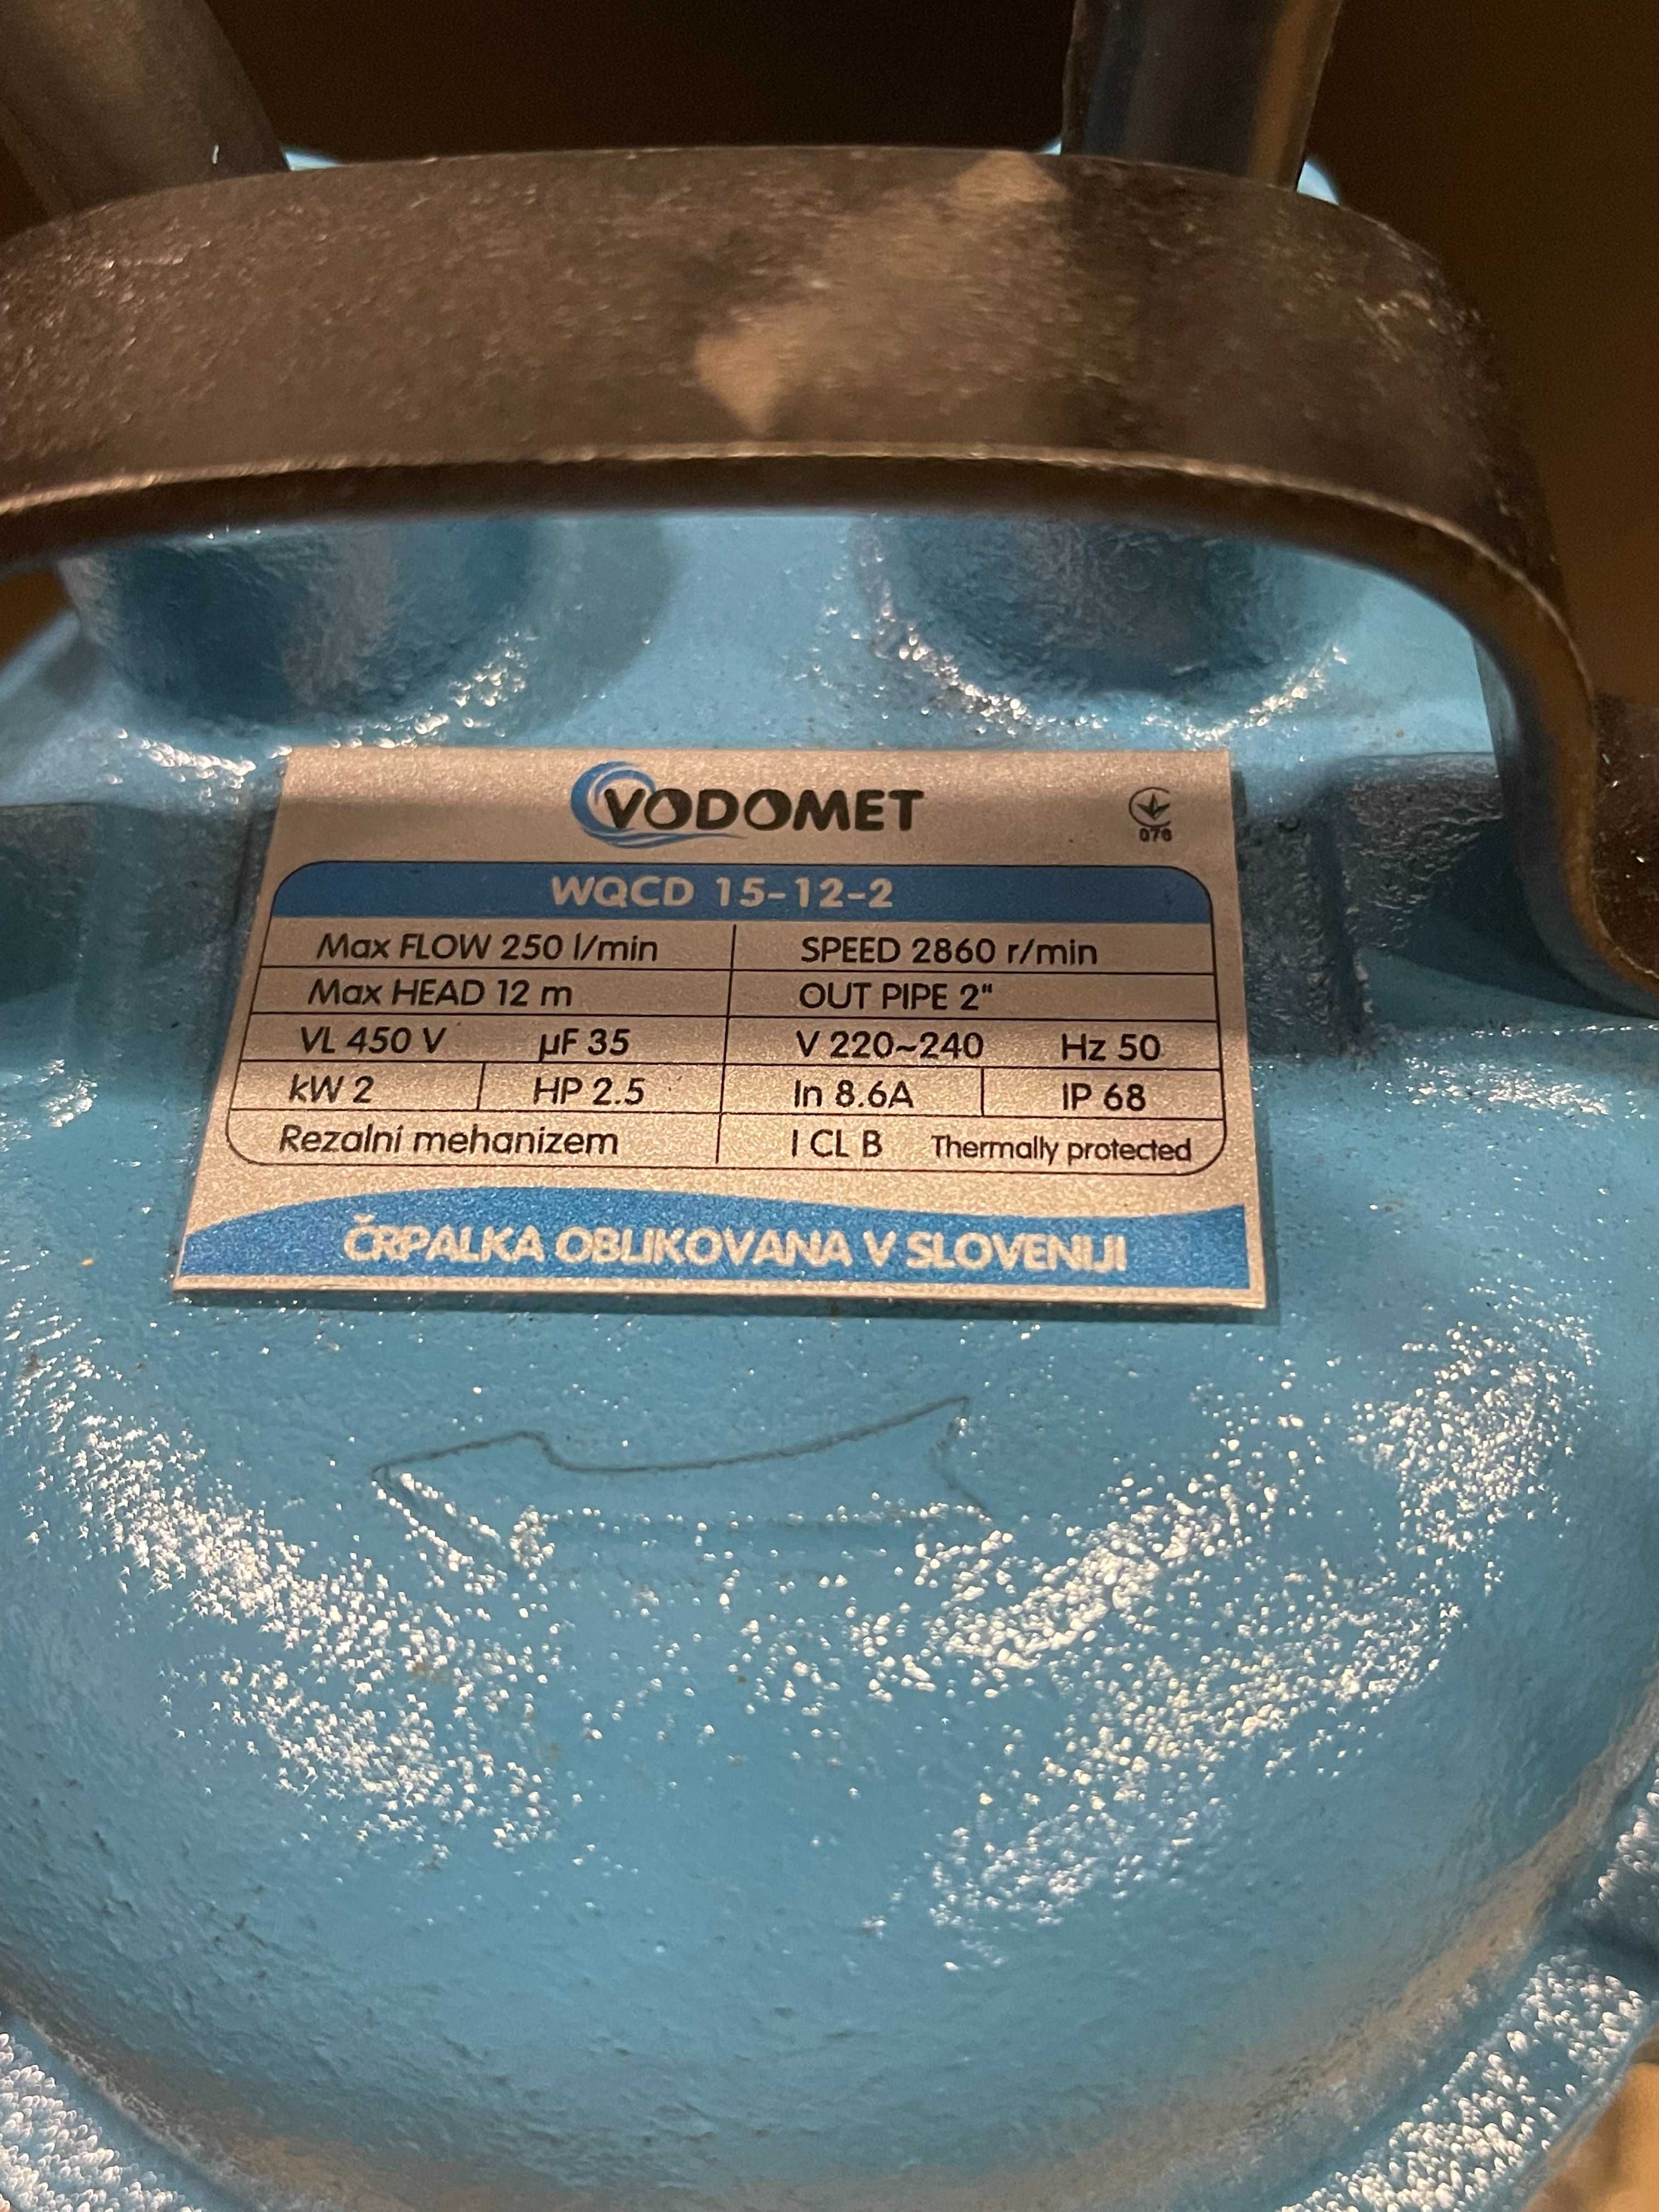 VODOMET
076
WQCD 15-12-2
Max FLOW 250 l/min SPEED 2860 r/min
Max HEAD 12 m OUT PIPE 2"
VL 450 V µF 35 V 220~240 Hz 50
kW 2 HP 2.5 In 8.6A IP 68
Rezalni mehanizem I CL B Thermally protected
ČRPALKA OBLIKOVANA V SLOVENIJI